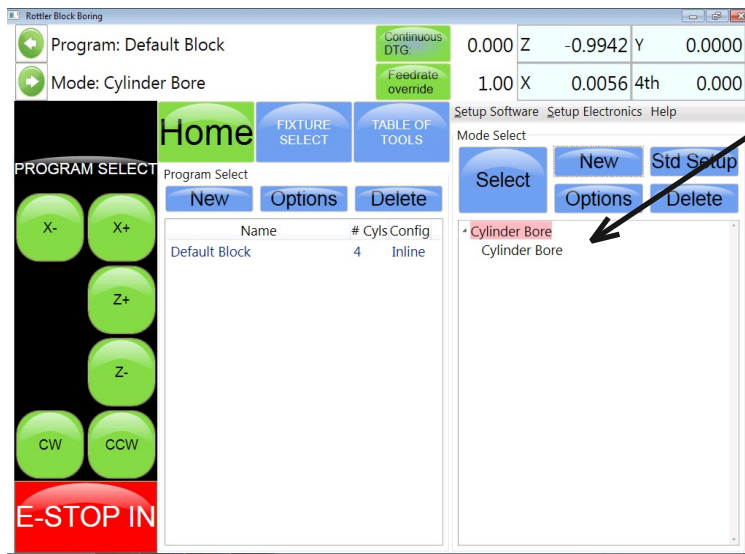 Rottler Block Boring
Program: Default Block
Continuous
DTG:
0.000 Z -0.9942 Y 0.0000
Mode: Cylinder Bore
Feedrate
override
1.00 X 0.0056 4th 0.000
PROGRAM SELECT
X- X+
Z+
Z-
CW CCW
E-STOP IN
Home
FIXTURE
SELECT
TABLE OF
TOOLS
Program Select
New Options Delete
Name # Cyls Config
Default Block 4 Inline
Setup Software Setup Electronics Help
Mode Select
Select
New Std Setup
Options Delete
Cylinder Bore
Cylinder Bore